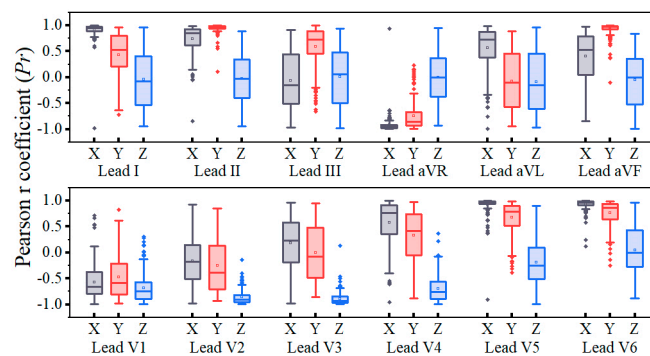 Pearson r coefficient (Pr)
1.0
0.5
0.0
-0.5
-1.0
X Y Z X Y Z X Y Z X Y Z X Y Z X Y Z
Lead I Lead II Lead III Lead aVR Lead aVL Lead aVF
1.0
0.5
0.0
-0.5
-1.0
X Y Z X Y Z X Y Z X Y Z X Y Z X Y Z
Lead V1 Lead V2 Lead V3 Lead V4 Lead V5 Lead V6